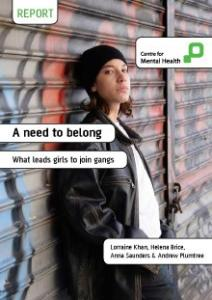 REPORT
Centre for
Mental Health
A need to belong
What leads girls to join gangs
Lorraine Khan, Helena Brice,
Anna Saunders & Andrew Plumtree